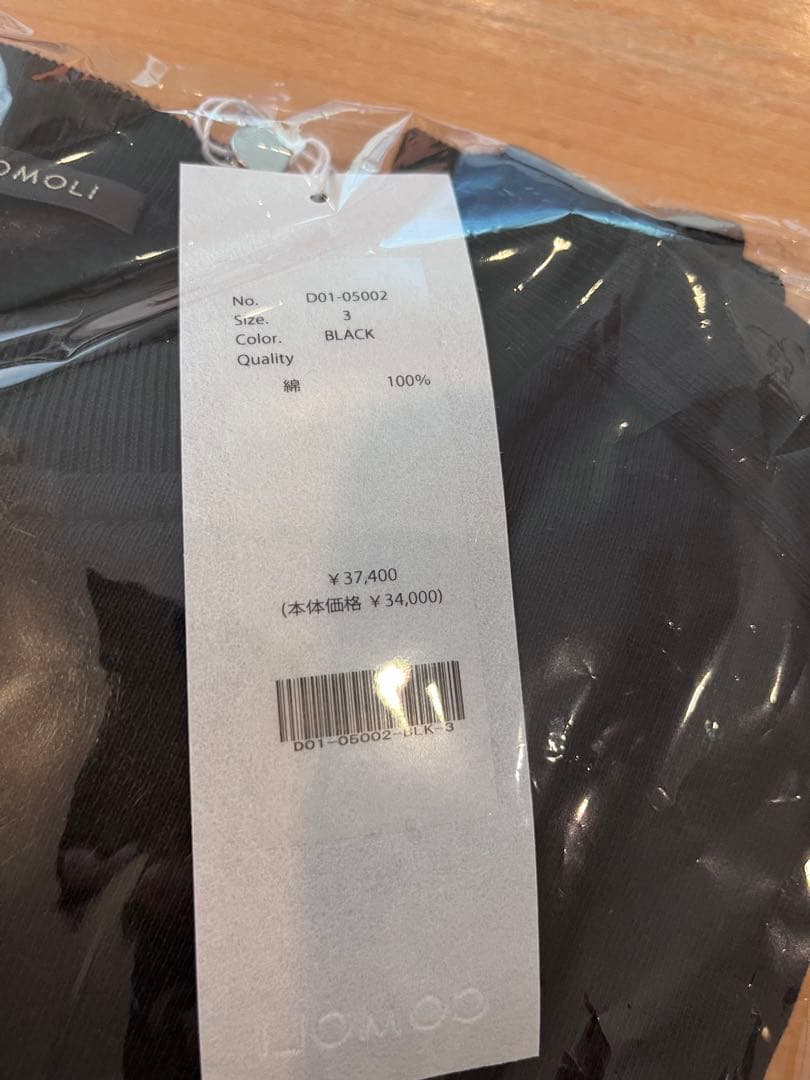 OMOLI
No. D01-05002
Size. 3
Color. BLACK
Quality
綿 100%
¥37,400
(本体価格 ¥34,000)
D01-05002-BLK-3
COMOLI